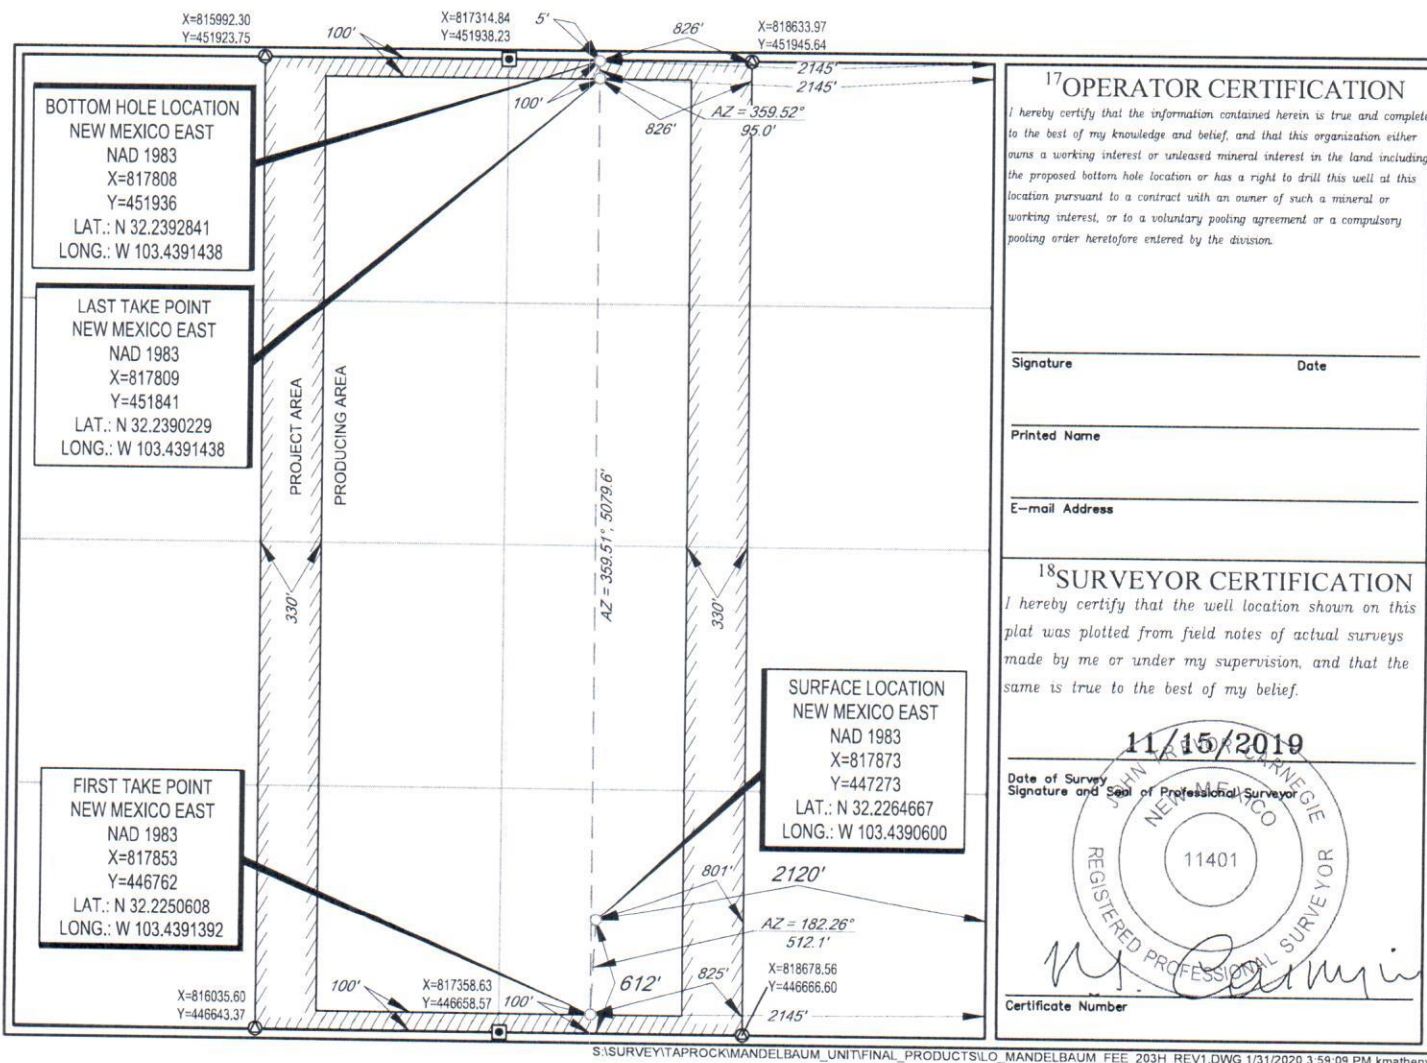 X=815992.30
Y=451923.75
100'
X=817314.84
Y=451938.23
5'
826'
X=818633.97
Y=451945.64
2145'
2145'
100'
826'
AZ = 359.52°
95.0'
BOTTOM HOLE LOCATION
NEW MEXICO EAST
NAD 1983
X=817808
Y=451936
LAT.: N 32.2392841
LONG.: W 103.4391438
LAST TAKE POINT
NEW MEXICO EAST
NAD 1983
X=817809
Y=451841
LAT.: N 32.2390229
LONG.: W 103.4391438
PROJECT AREA
PRODUCING AREA
AZ = 359.51°, 5079.6'
330'
330'
SURFACE LOCATION
NEW MEXICO EAST
NAD 1983
X=817873
Y=447273
LAT.: N 32.2264667
LONG.: W 103.4390600
FIRST TAKE POINT
NEW MEXICO EAST
NAD 1983
X=817853
Y=446762
LAT.: N 32.2250608
LONG.: W 103.4391392
801'
2120'
AZ = 182.26°
512.1'
612'
825'
X=818678.56
Y=446666.60
2145'
X=816035.60
Y=446643.37
100'
X=817358.63
Y=446658.57
100'
17 OPERATOR CERTIFICATION
I hereby certify that the information contained herein is true and complete
to the best of my knowledge and belief, and that this organization either
owns a working interest or unleased mineral interest in the land including
the proposed bottom hole location or has a right to drill this well at this
location pursuant to a contract with an owner of such a mineral or
working interest, or to a voluntary pooling agreement or a compulsory
pooling order heretofore entered by the division.
Signature Date
Printed Name
E-mail Address
18 SURVEYOR CERTIFICATION
I hereby certify that the well location shown on this
plat was plotted from field notes of actual surveys
made by me or under my supervision, and that the
same is true to the best of my belief.
11/15/2019
Date of Survey
Signature and Seal of Professional Surveyor
JOHN TREVOR CARNEGIE
NEW MEXICO
11401
REGISTERED PROFESSIONAL SURVEYOR
Certificate Number
S:\SURVEY\TAPROCK\MANDELBAUM_UNIT\FINAL_PRODUCTS\LO_MANDELBAUM_FEE_203H_REV1.DWG 1/31/2020 3:59:09 PM